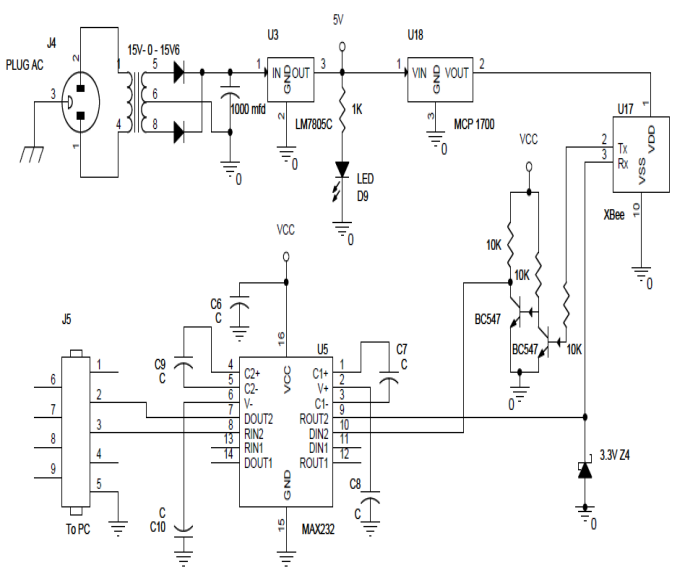 J4
PLUG AC
2
3
1
15V- 0 - 15V6
1 5
6
4 8
1000 mfd
0
U3
1 IN OUT 3
GND
2
LM7805C
0
5V
1K
LED
D9
0
U18
1 VIN VOUT 2
GND
3
MCP 1700
0
U17
1
2 Tx
3 Rx
VDD
VSS
10
XBee
0
VCC
10K
10K
10K
BC547
BC547
0
VCC
C6
C
J5
1
6
2
7
3
8
4
9
5
To PC
C9
C
C
C10
U5
16
VCC
4 C2+
5 C2-
6 V-
7 DOUT2
8 RIN2
13 RIN1
14 DOUT1
C1+ 1
V+ 2
C1- 3
ROUT2 9
DIN2 10
DIN1 11
ROUT1 12
GND
15
MAX232
C7
C
C8
C
3.3V Z4
0